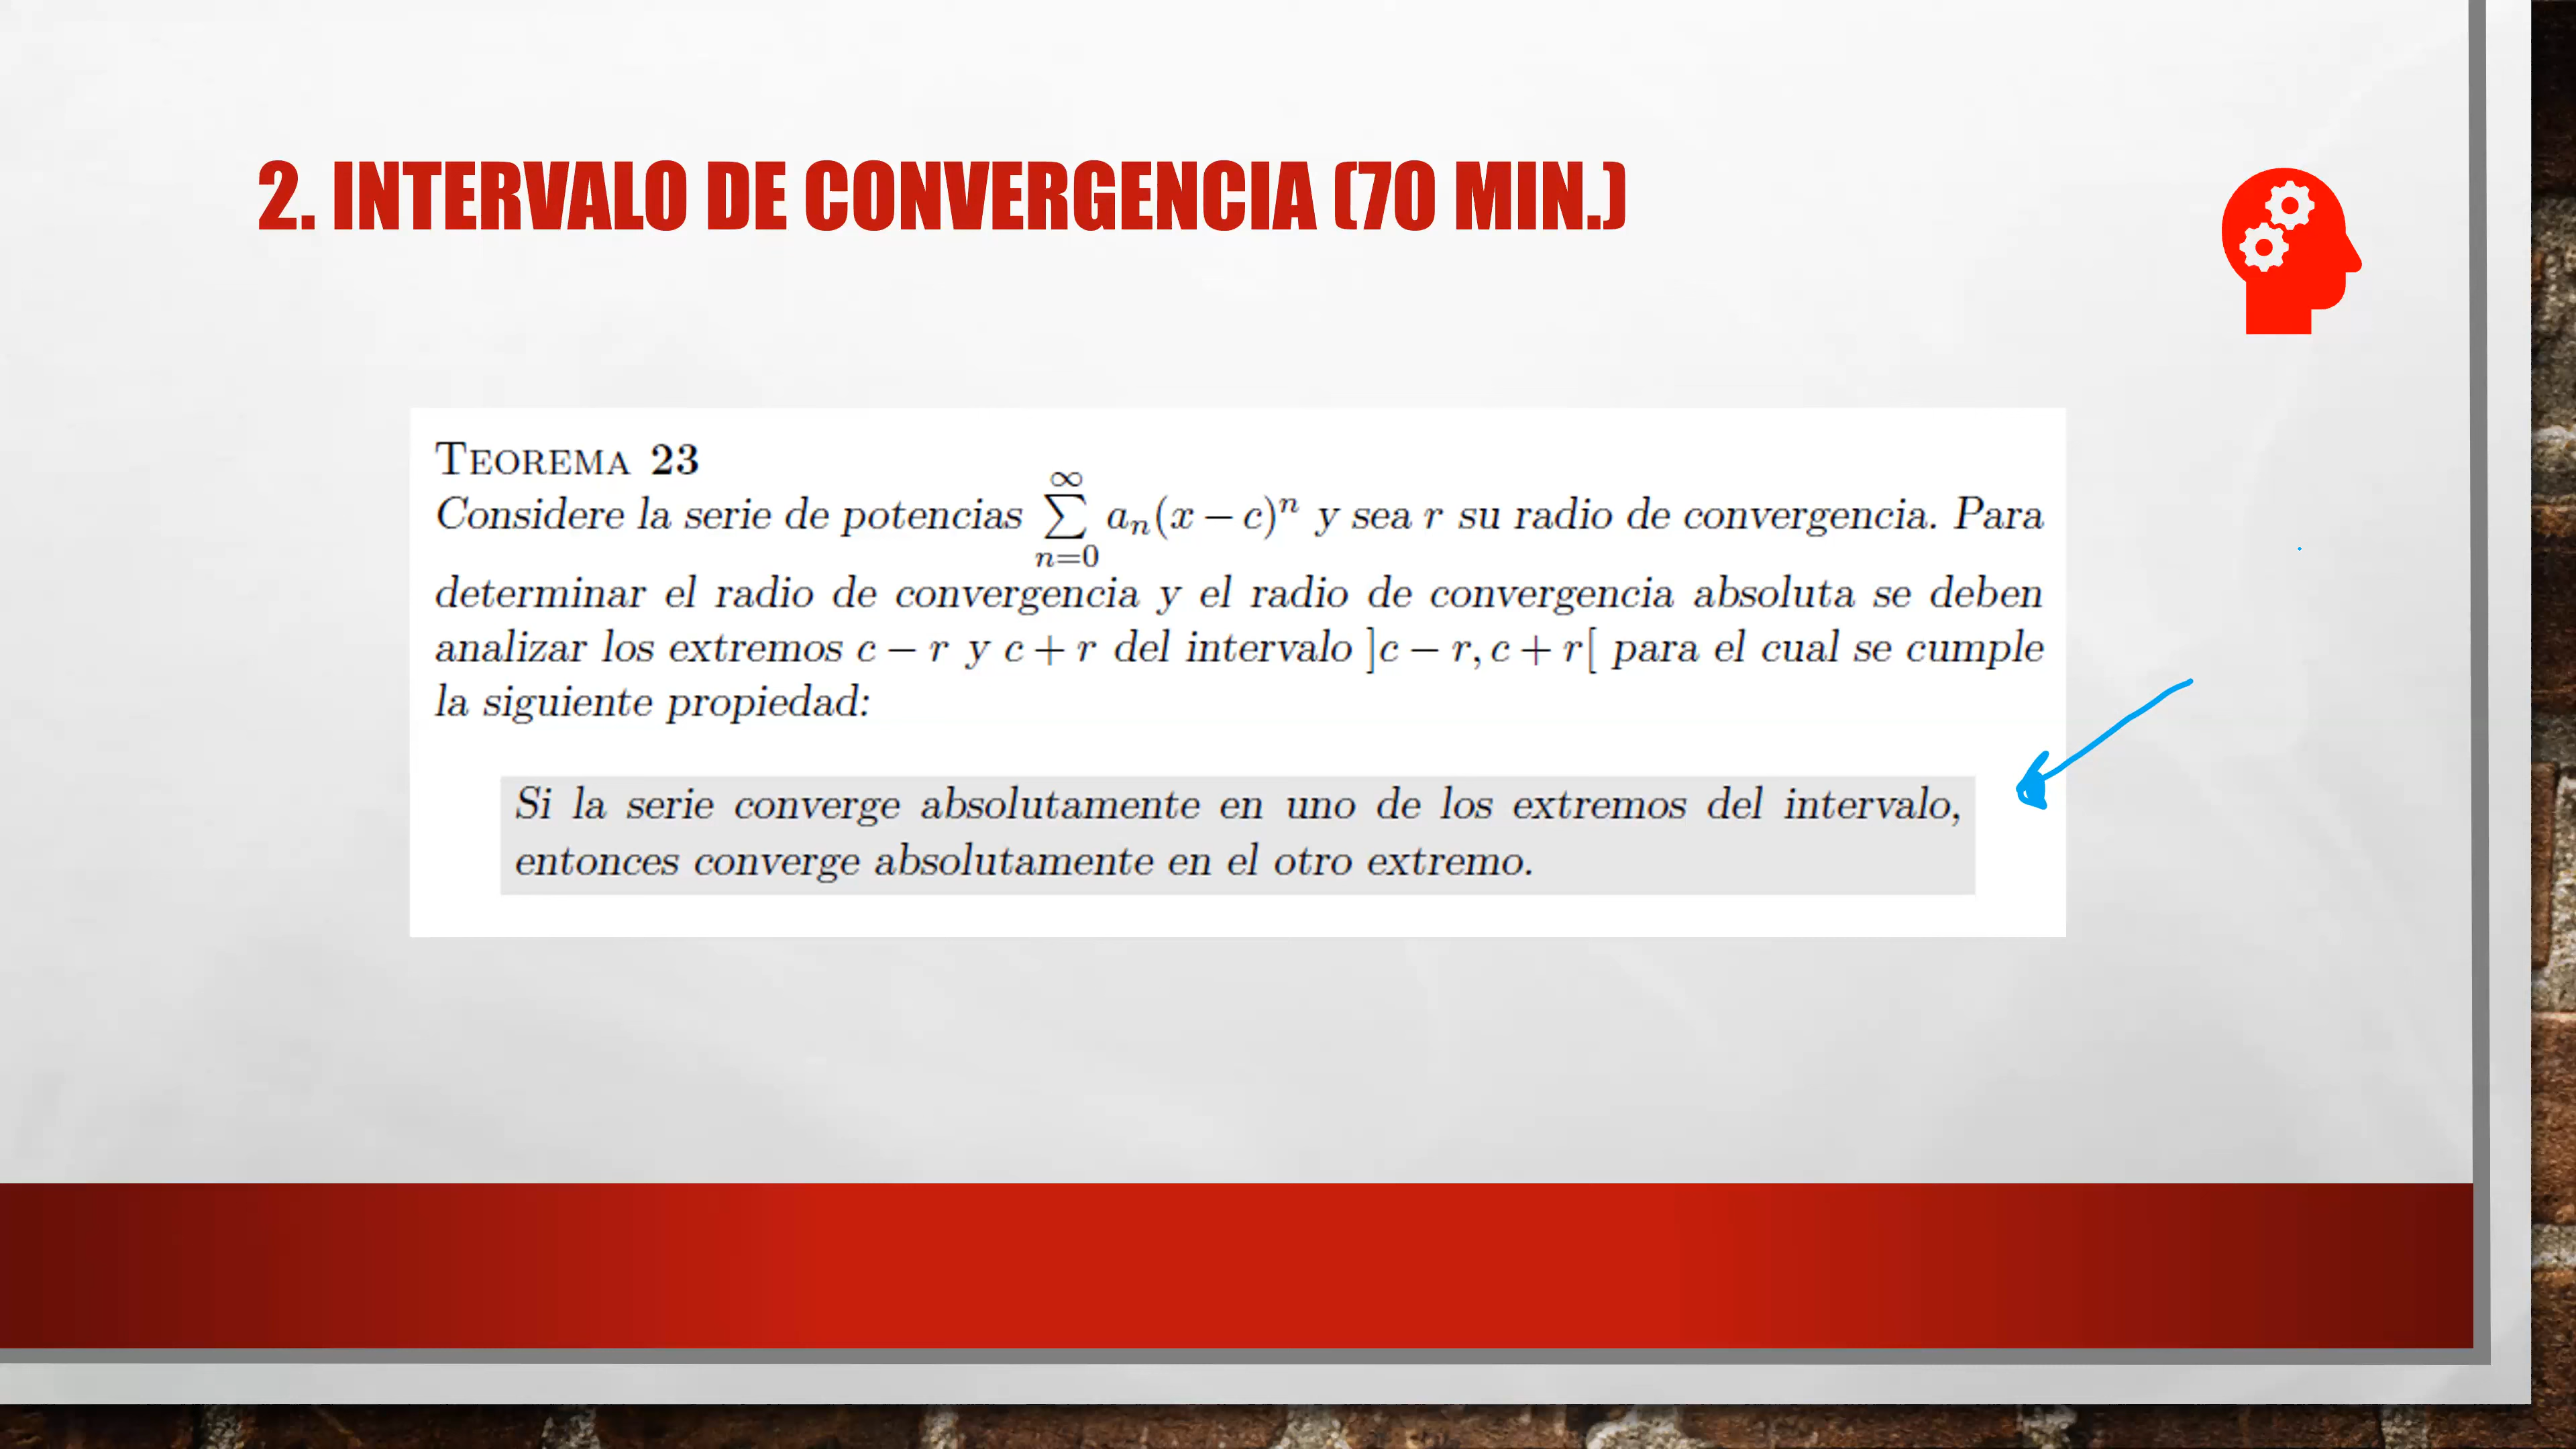 2. INTERVALO DE CONVERGENCIA (70 MIN.)
TEOREMA 23
Considere la serie de potencias $\sum_{n=0}^{\infty} a_n(x-c)^n$ y sea r su radio de convergencia. Para
determinar el radio de convergencia y el radio de convergencia absoluta se deben
analizar los extremos c − r y c + r del intervalo ]c − r, c + r[ para el cual se cumple
la siguiente propiedad:
Si la serie converge absolutamente en uno de los extremos del intervalo,
entonces converge absolutamente en el otro extremo.